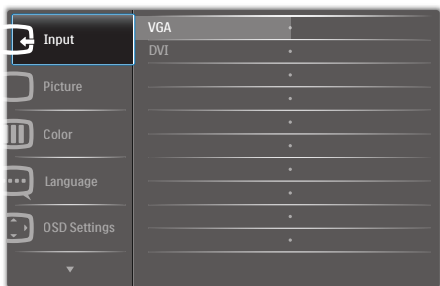 Input
VGA
DVI
Picture
Color
Language
OSD Settings